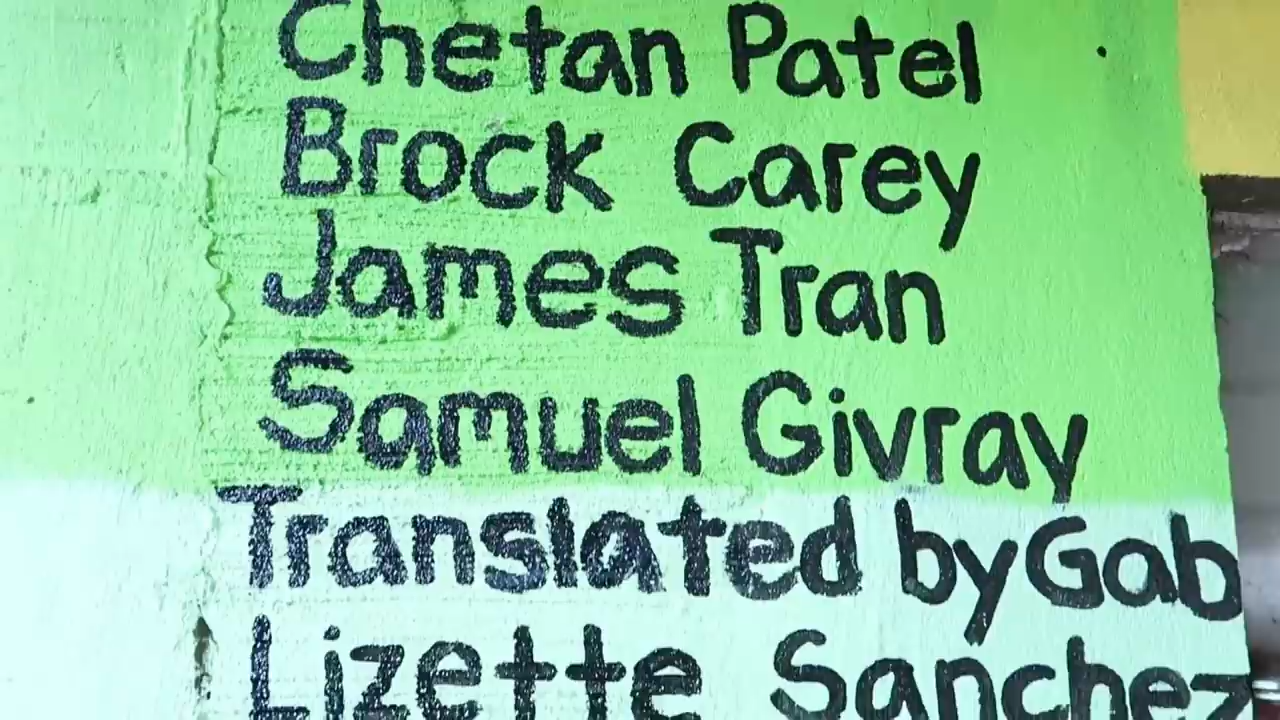 Chetan Patel
Brock Carey
James Tran
Samuel Givray
Translated by Gab
Lizette Sanchez